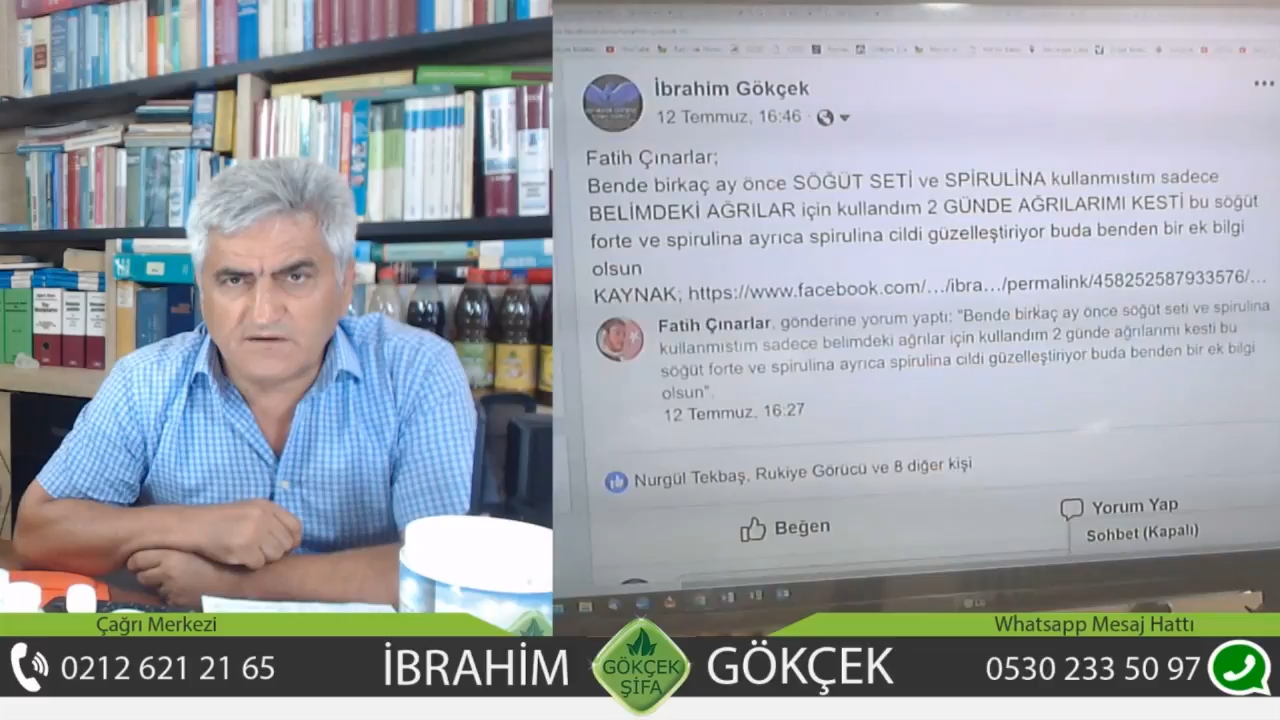 İbrahim Gökçek
12 Temmuz, 16:46
Fatih Çınarlar;
Bende birkaç ay önce SÖĞÜT SETİ ve SPİRULİNA kullanmıstım sadece
BELİMDEKİ AĞRILAR için kullandım 2 GÜNDE AĞRILARIMI KESTİ bu söğüt
forte ve spirulina ayrıca spirulina cildi güzelleştiriyor buda benden bir ek bilgi
olsun
KAYNAK; https://www.facebook.com/…/ibra…/permalink/458252587933576/…
Fatih Çınarlar, gönderine yorum yaptı: "Bende birkaç ay önce söğüt seti ve spirulina
kullanmıstım sadece belimdeki ağrılar için kullandım 2 günde ağrılarımı kesti bu
söğüt forte ve spirulina ayrıca spirulina cildi güzelleştiriyor buda benden bir ek bilgi
olsun".
12 Temmuz, 16:27
Nurgül Tekbaş, Rukiye Görücü ve 8 diğer kişi
Beğen
Yorum Yap
Sohbet (Kapalı)
Çağrı Merkezi
Whatsapp Mesaj Hattı
0212 621 21 65
İBRAHİM
GÖKÇEK
ŞİFA
GÖKÇEK
0530 233 50 97